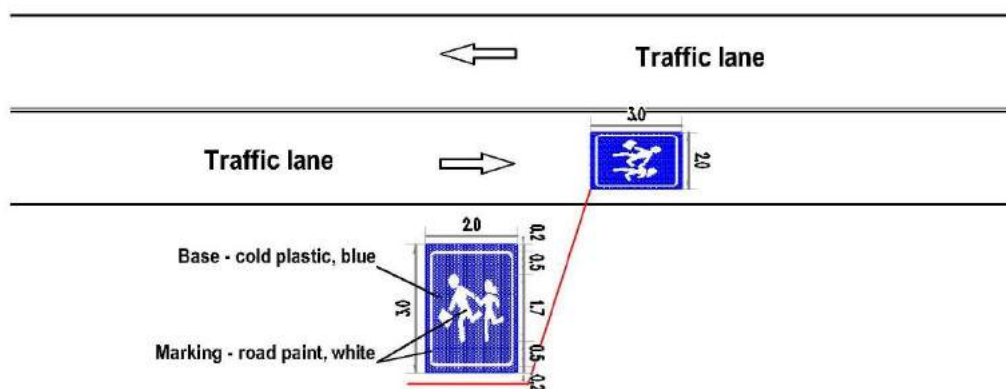 Traffic lane
3.0
Traffic lane
2.0
2.0
0.2
Base - cold plastic, blue
0.5
3.0
1.7
Marking - road paint, white
0.5
0.2